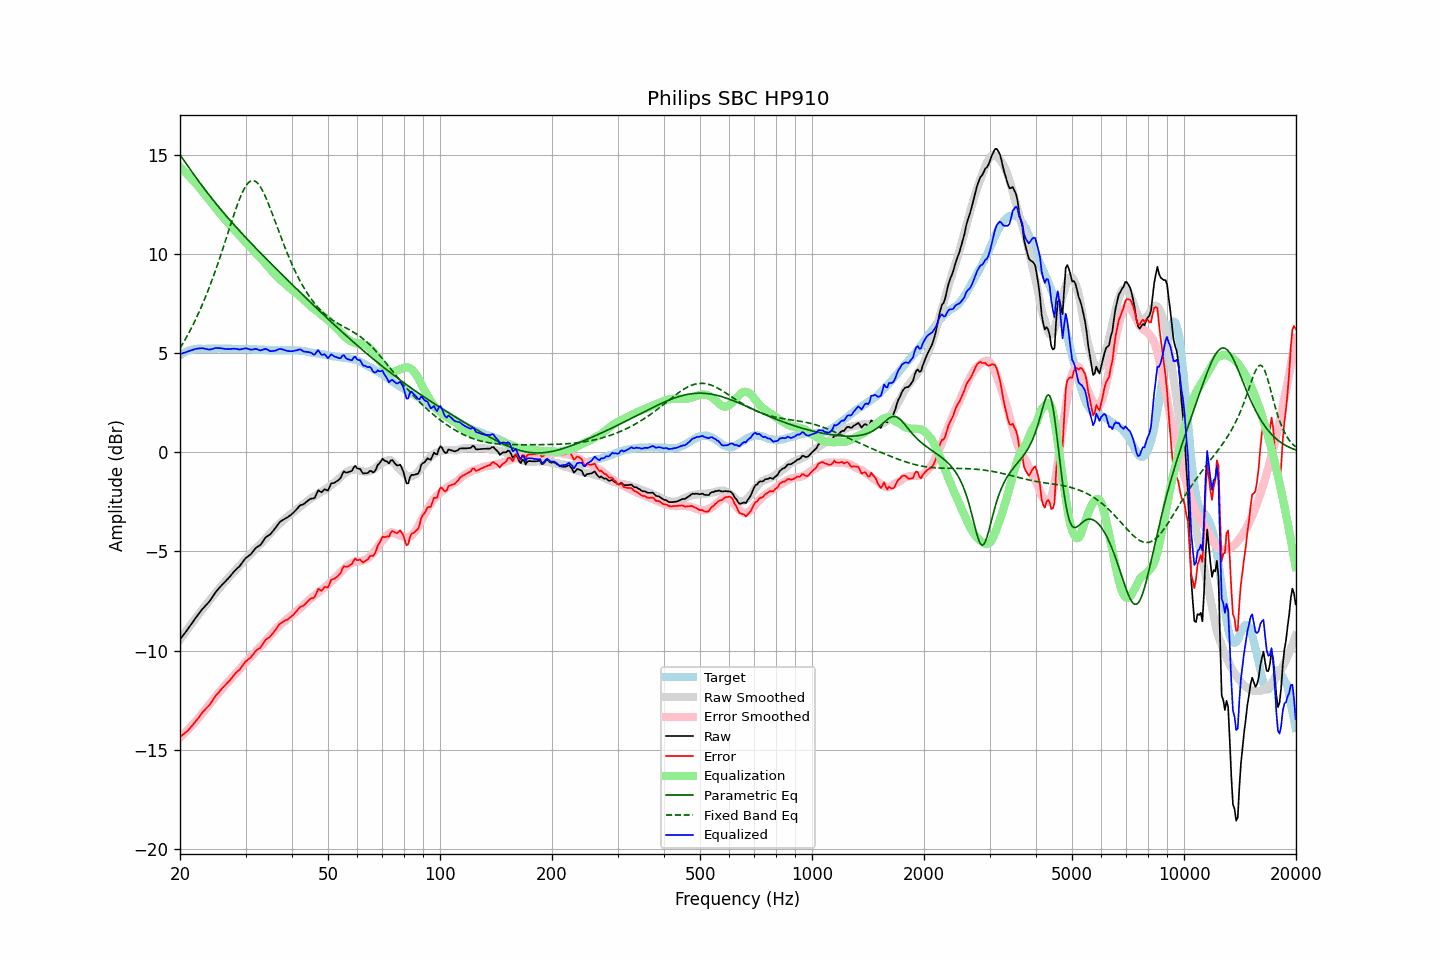 Philips SBC HP910
Amplitude (dBr)
15
10
5
0
−5
−10
−15
−20
Target
Raw Smoothed
Error Smoothed
Raw
Error
Equalization
Parametric Eq
Fixed Band Eq
Equalized
20 50 100 200 500 1000 2000 5000 10000 20000
Frequency (Hz)